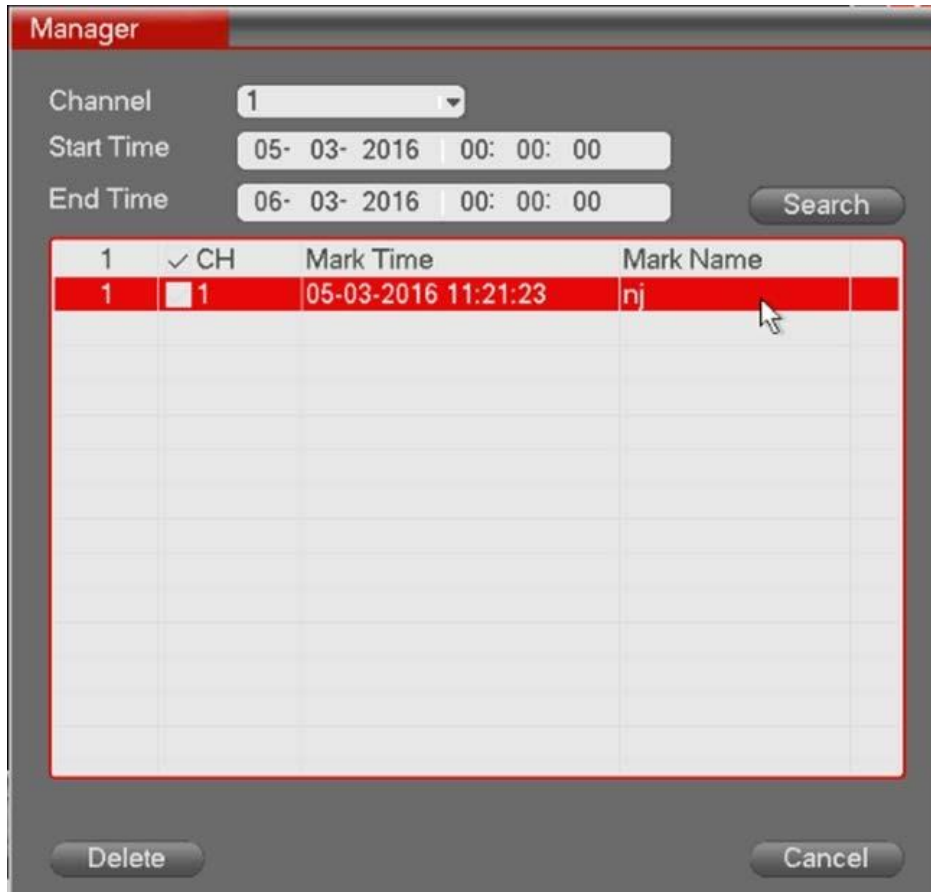 Manager
Channel 1
Start Time 05- 03- 2016 00: 00: 00
End Time 06- 03- 2016 00: 00: 00
Search
1 CH Mark Time Mark Name
1 1 05-03-2016 11:21:23 nj
Delete Cancel